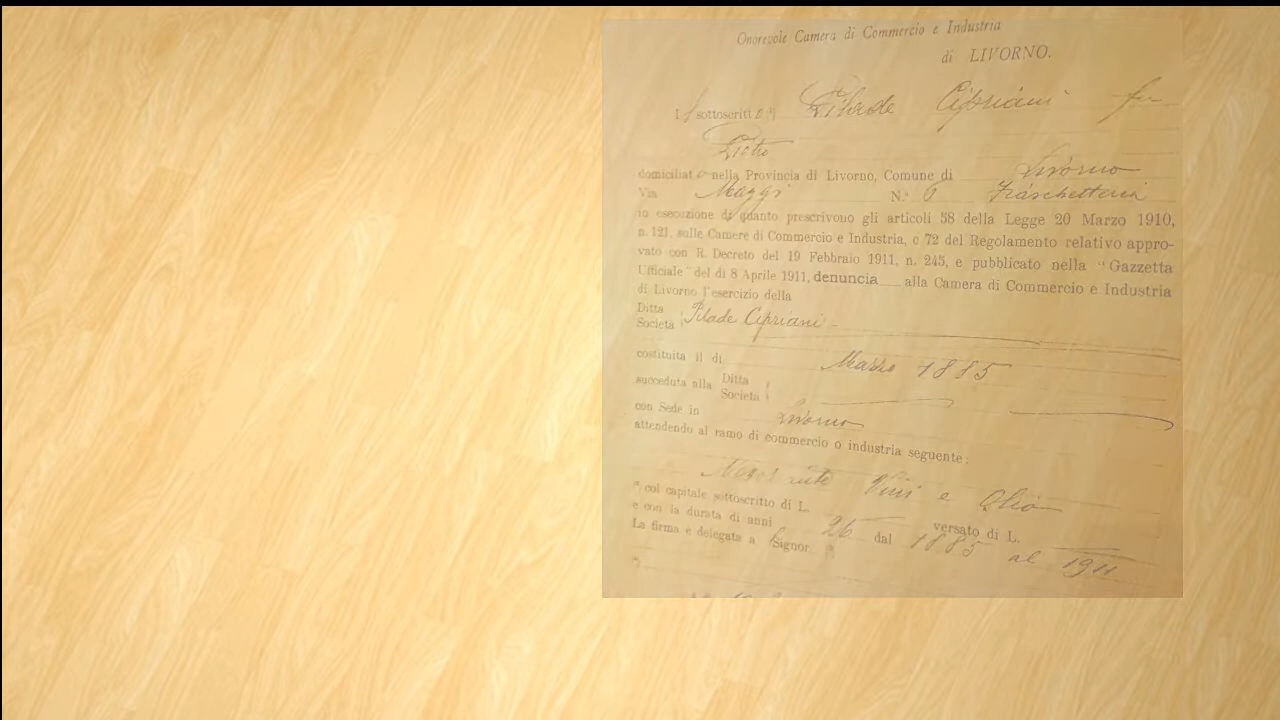 Onorevole Camera di Commercio e Industria
di LIVORNO.
I l sottoscritt o
Pilade Cipriani fu
Pietro
domiciliat o nella Provincia di Livorno, Comune di Livorno
Via Maggi N.° 6 Fiaschetteria
in esecuzione di quanto prescrivono gli articoli 58 della Legge 20 Marzo 1910,
n. 121, sulle Camere di Commercio e Industria, e 72 del Regolamento relativo appro-
vato con R. Decreto del 19 Febbraio 1911, n. 245, e pubblicato nella “Gazzetta
Ufficiale” del di 8 Aprile 1911, denuncia alla Camera di Commercio e Industria
di Livorno l'esercizio della
Ditta
Società Pilade Cipriani
costituita il di Marzo 1885
succeduta alla Ditta
Società
con Sede in Livorno
attendendo al ramo di commercio o industria seguente:
Vini e Olio
col capitale sottoscritto di L. versato di L.
e con la durata di anni 26 dal 1885 al 1911
La firma e delegata a Signor